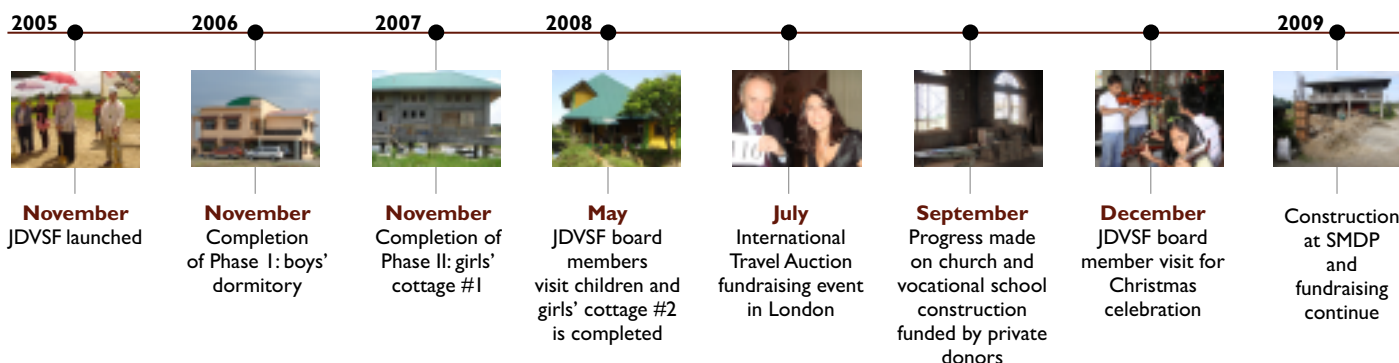 2005
2006
2007
2008
2009
116
November
JDVSF launched
November
Completion
of Phase 1: boys’
dormitory
November
Completion of
Phase II: girls’
cottage #1
May
JDVSF board
members
visit children and
girls’ cottage #2
is completed
July
International
Travel Auction
fundraising event
in London
September
Progress made
on church and
vocational school
construction
funded by private
donors
December
JDVSF board
member visit for
Christmas
celebration
Construction
at SMDP
and
fundraising
continue